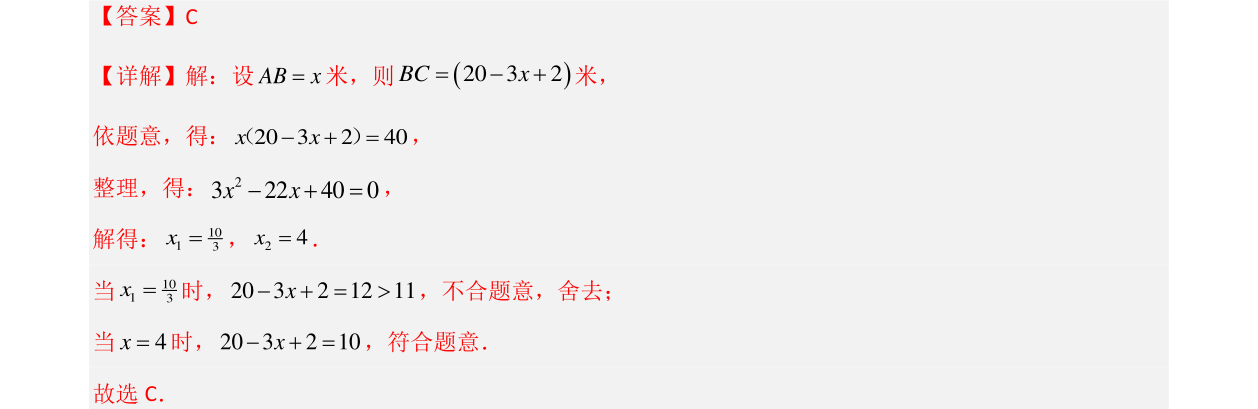 【答案】C
【详解】解：设AB=x米，则BC=(20-3x+2)米，
依题意，得：x(20-3x+2)=40，
整理，得：3x²-22x+40=0，
解得：x₁=10/3，x₂=4．
当x₁=10/3时，20-3x+2=12>11，不合题意，舍去；
当x=4时，20-3x+2=10，符合题意．
故选 C．